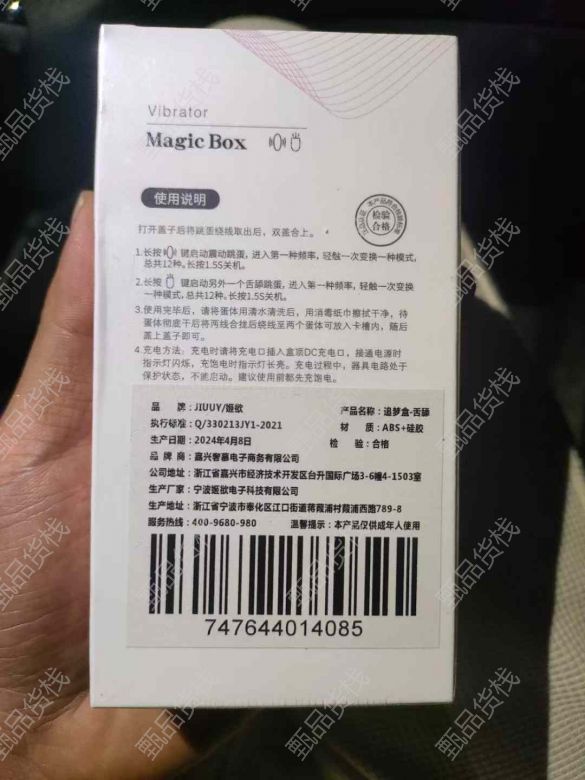 Vibrator
Magic Box
使用说明
本产品符合检验标准
检验
合格
打开盖子后将跳蛋绕线取出后，双盖合上。
1.长按 键启动震动跳蛋，进入第一种频率，轻触一次变换一种模式，
总共12种。长按1.5S关机。
2.长按 键启动另外一个舌舔跳蛋，进入第一种频率，轻触一次变换
一种模式，总共12种。长按1.5S关机。
3.使用完毕后，请将蛋体用清水清洗后，用消毒纸巾擦拭干净，待
蛋体彻底干后将两线合拢后绕线至两个蛋体可放入卡槽内，随后
盖上盖子即可。
4.充电方法：充电时请将充电口插入盒顶DC充电口，接通电源时
指示灯闪烁，充饱电时指示灯长亮。充电过程中，器具电路处于
保护状态，不能启动。建议使用前都先充饱电。
品 牌：JIUUY/姬欲 产品名称：追梦盒-舌舔
执行标准：Q/330213JY1-2021 材 质：ABS+硅胶
生产日期：2024年4月8日 检 验：合格
品 牌 商：嘉兴奢慕电子商务有限公司
公司地址：浙江省嘉兴市经济技术开发区台升国际广场3-6幢4-1503室
生产厂家：宁波姬欲电子科技有限公司
生产地址：浙江省宁波市奉化区江口街道蒋葭浦村葭浦西路789-8
服务热线：400-9680-980 温馨提示：本产品仅供成年人使用
747644014085
甄品货栈